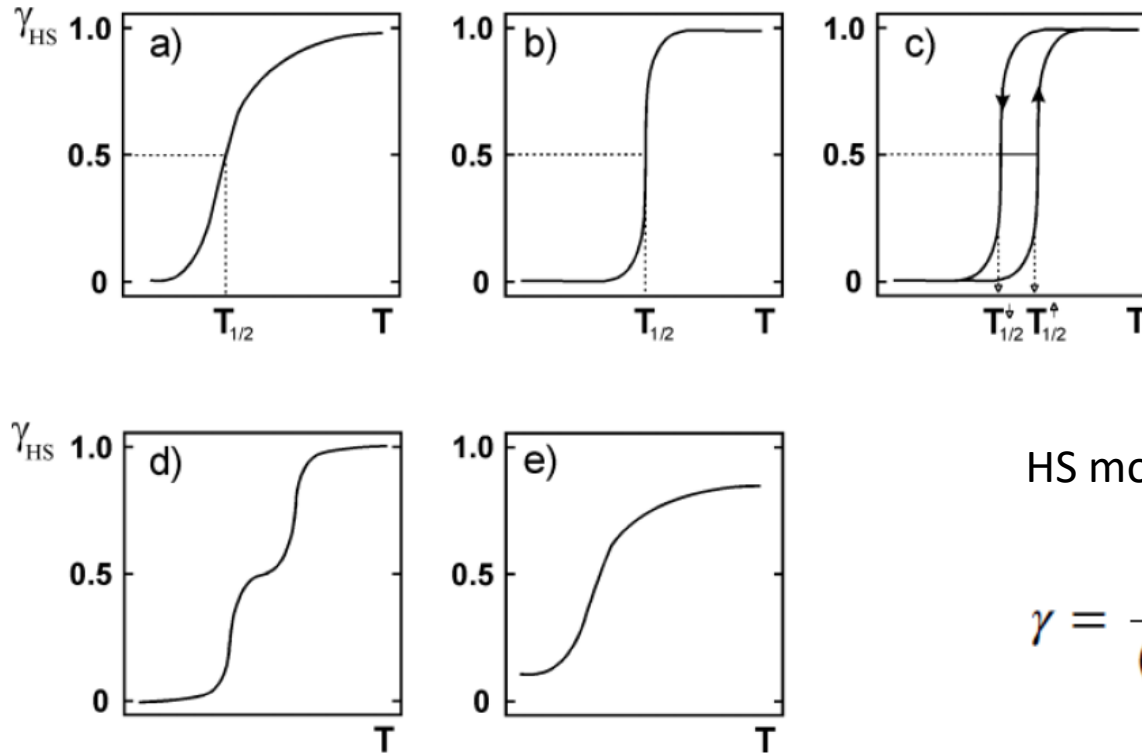 γHS 1.0 a) 1.0 b) 1.0 c)
0.5 0.5 0.5
0 0 0
T1/2 T T1/2 T T1/2↓ T1/2↑ T
γHS 1.0 d) 1.0 e)
HS
0.5 0.5
γ =
0 0
T T